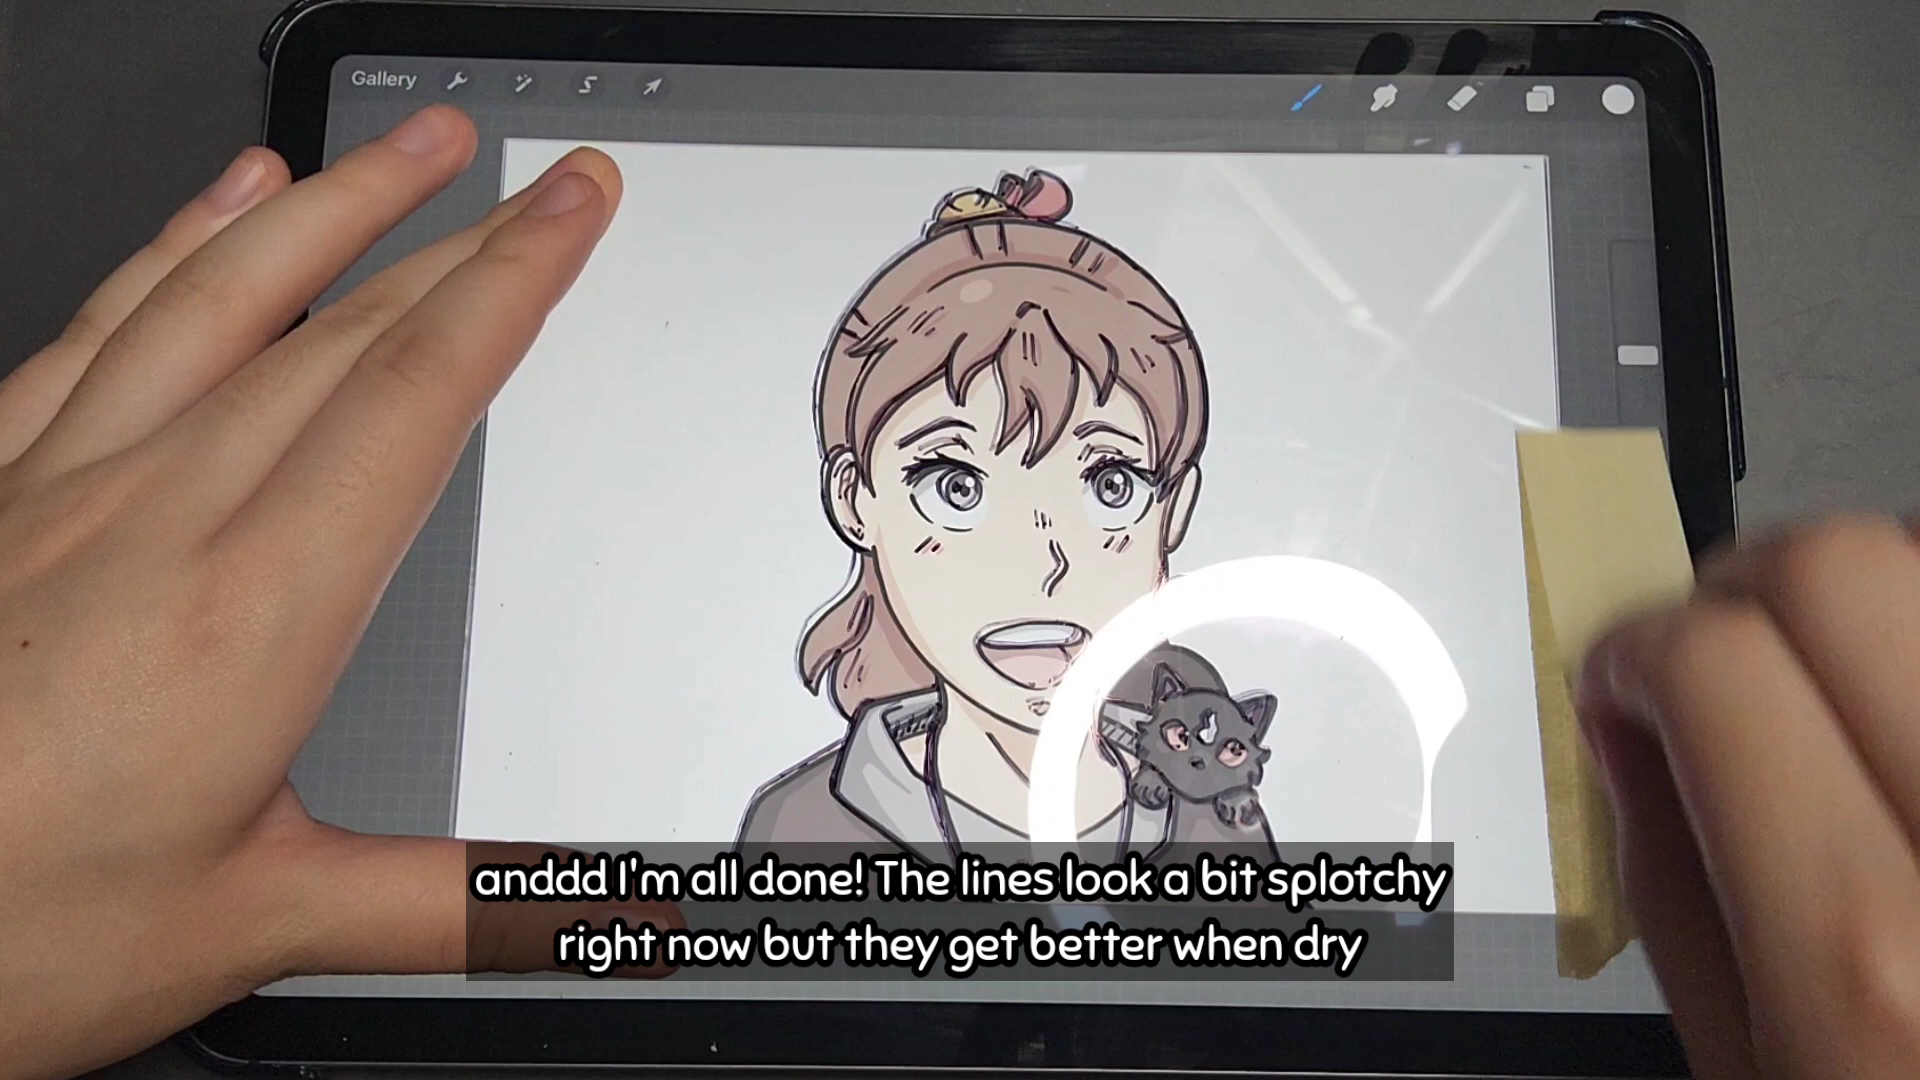 Gallery
anddd I'm all done! The lines look a bit splotchy
right now but they get better when dry